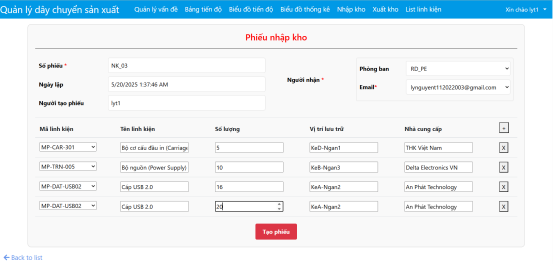 Quản lý dây chuyền sản xuất Quản lý vấn đề Bảng tiến độ Biểu đồ tiến độ Biểu đồ thống kê Nhập kho Xuất kho List linh kiện Xin chào lyt1
Phiếu nhập kho
Số phiếu * NK_03
Ngày lập 5/20/2025 1:37:46 AM
Người tạo phiếu lyt1
Người nhận *
Phòng ban RD_PE
Email* lynguyent112022003@gmail.com
Mã linh kiện Tên linh kiện Số lượng Vị trí lưu trữ Nhà cung cấp +
MP-CAR-301 Bộ cơ cấu đầu in (Carriage 5 KeD-Ngan1 THK Việt Nam X
MP-TRN-005 Bộ nguồn (Power Supply) 10 KeB-Ngan3 Delta Electronics VN X
MP-DAT-USB02 Cáp USB 2.0 16 KeA-Ngan2 An Phát Technology X
MP-DAT-USB02 Cáp USB 2.0 20 KeA-Ngan2 An Phát Technology X
Tạo phiếu
Back to list